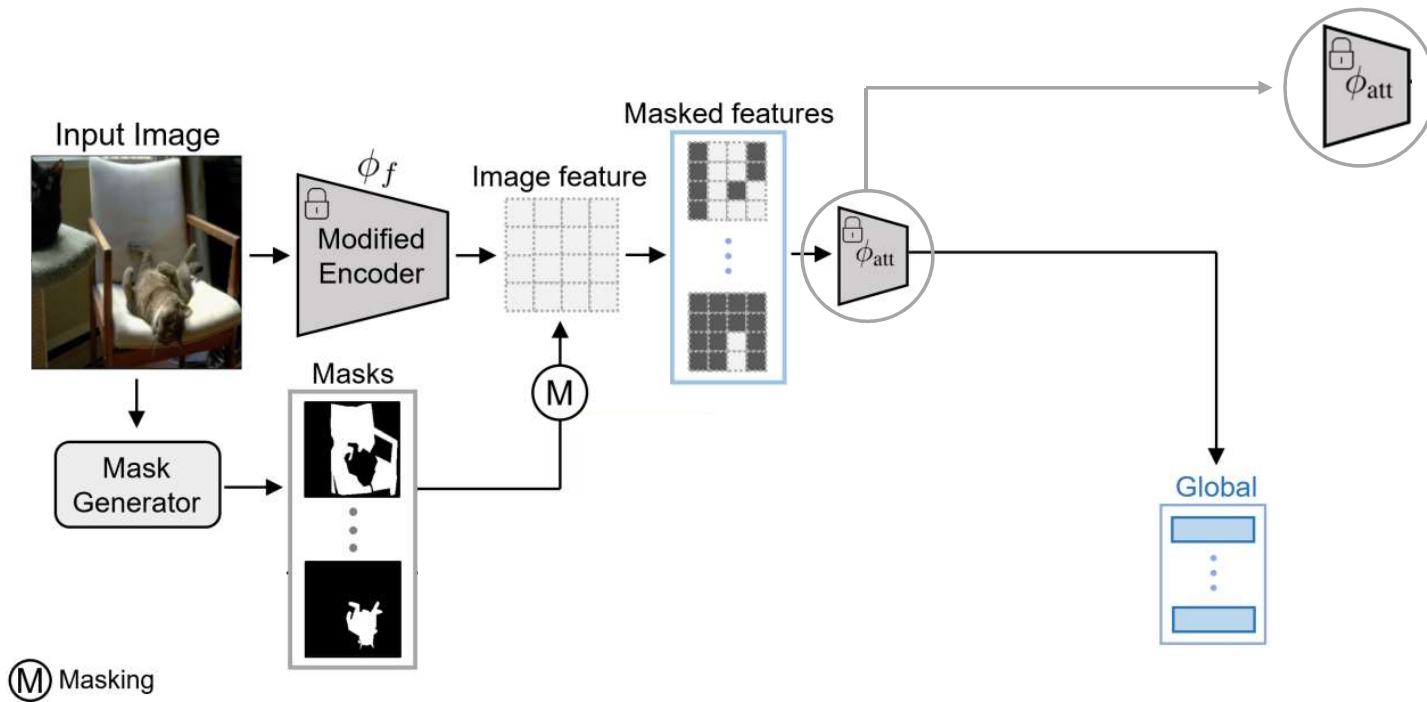 Input Image
ϕ_f
Modified
Encoder
Image feature
Masked features
ϕ_att
ϕ_att
Masks
M
Mask
Generator
Global
M Masking